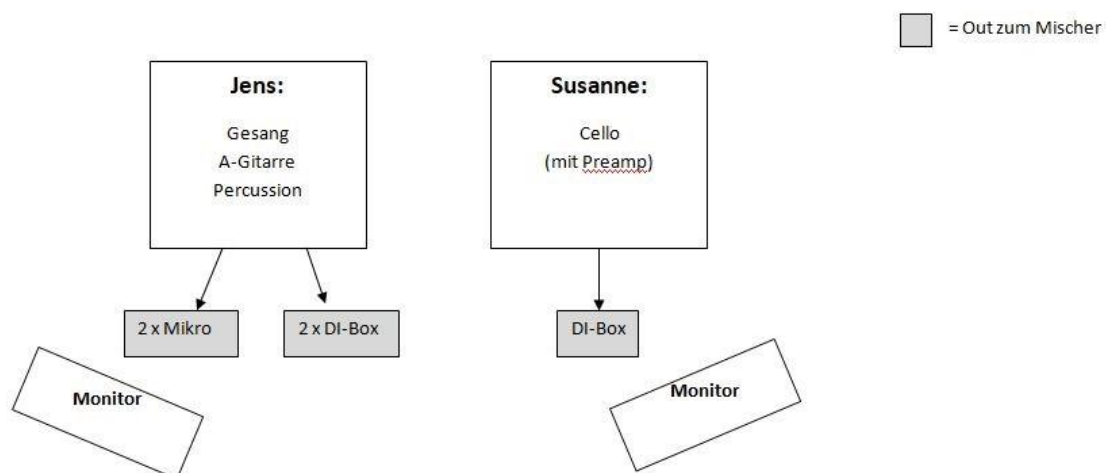 = Out zum Mischer
Jens:
Gesang
A-Gitarre
Percussion
Susanne:
Cello
(mit Preamp)
2 x Mikro
2 x DI-Box
DI-Box
Monitor
Monitor